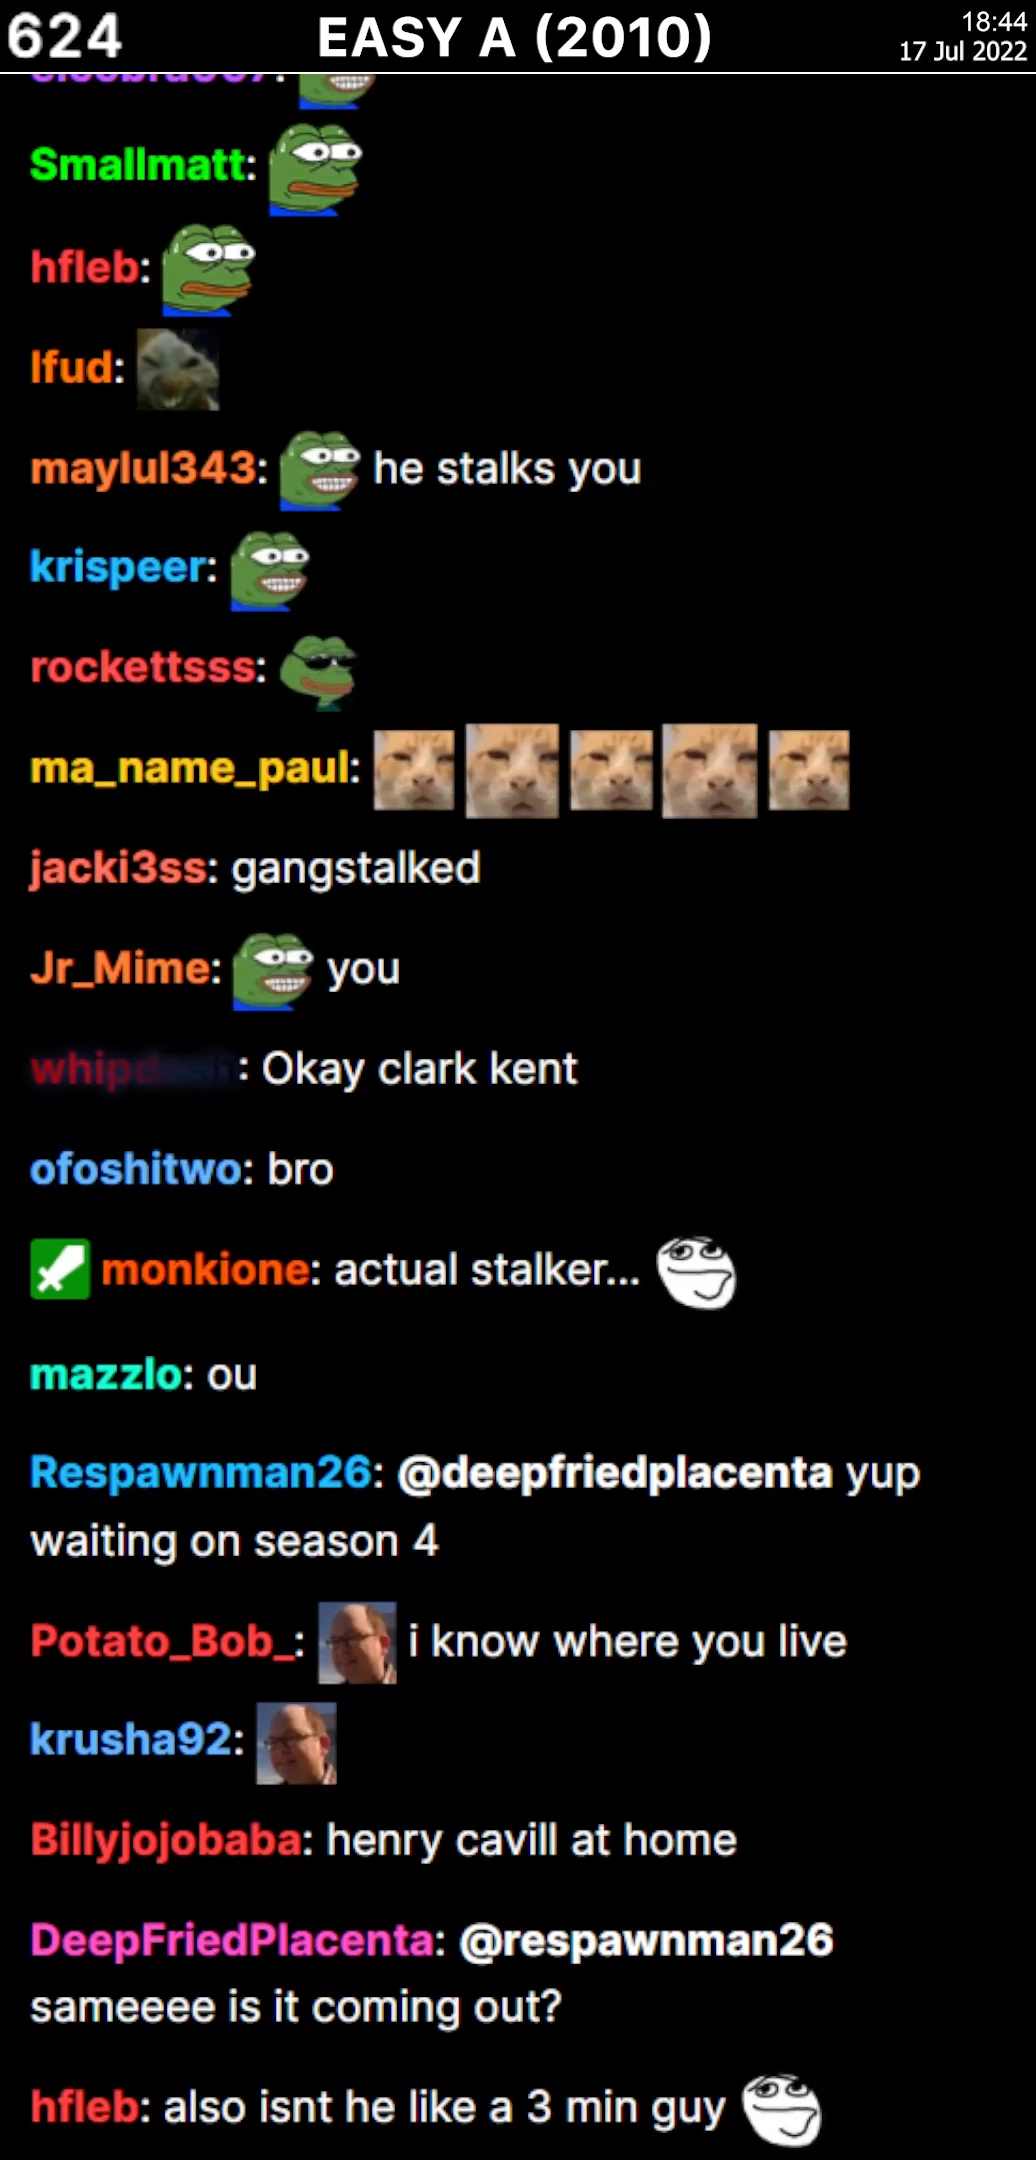 624
EASY A (2010)
18:44
17 Jul 2022
Smallmatt:
hfleb:
lfud:
maylul343: he stalks you
krispeer:
rockettsss:
ma_name_paul:
jacki3ss: gangstalked
Jr_Mime: you
whipdash: Okay clark kent
ofoshitwo: bro
monkione: actual stalker...
mazzlo: ou
Respawnman26: @deepfriedplacenta yup
waiting on season 4
Potato_Bob_: i know where you live
krusha92:
Billyjojobaba: henry cavill at home
DeepFriedPlacenta: @respawnman26
sameeee is it coming out?
hfleb: also isnt he like a 3 min guy